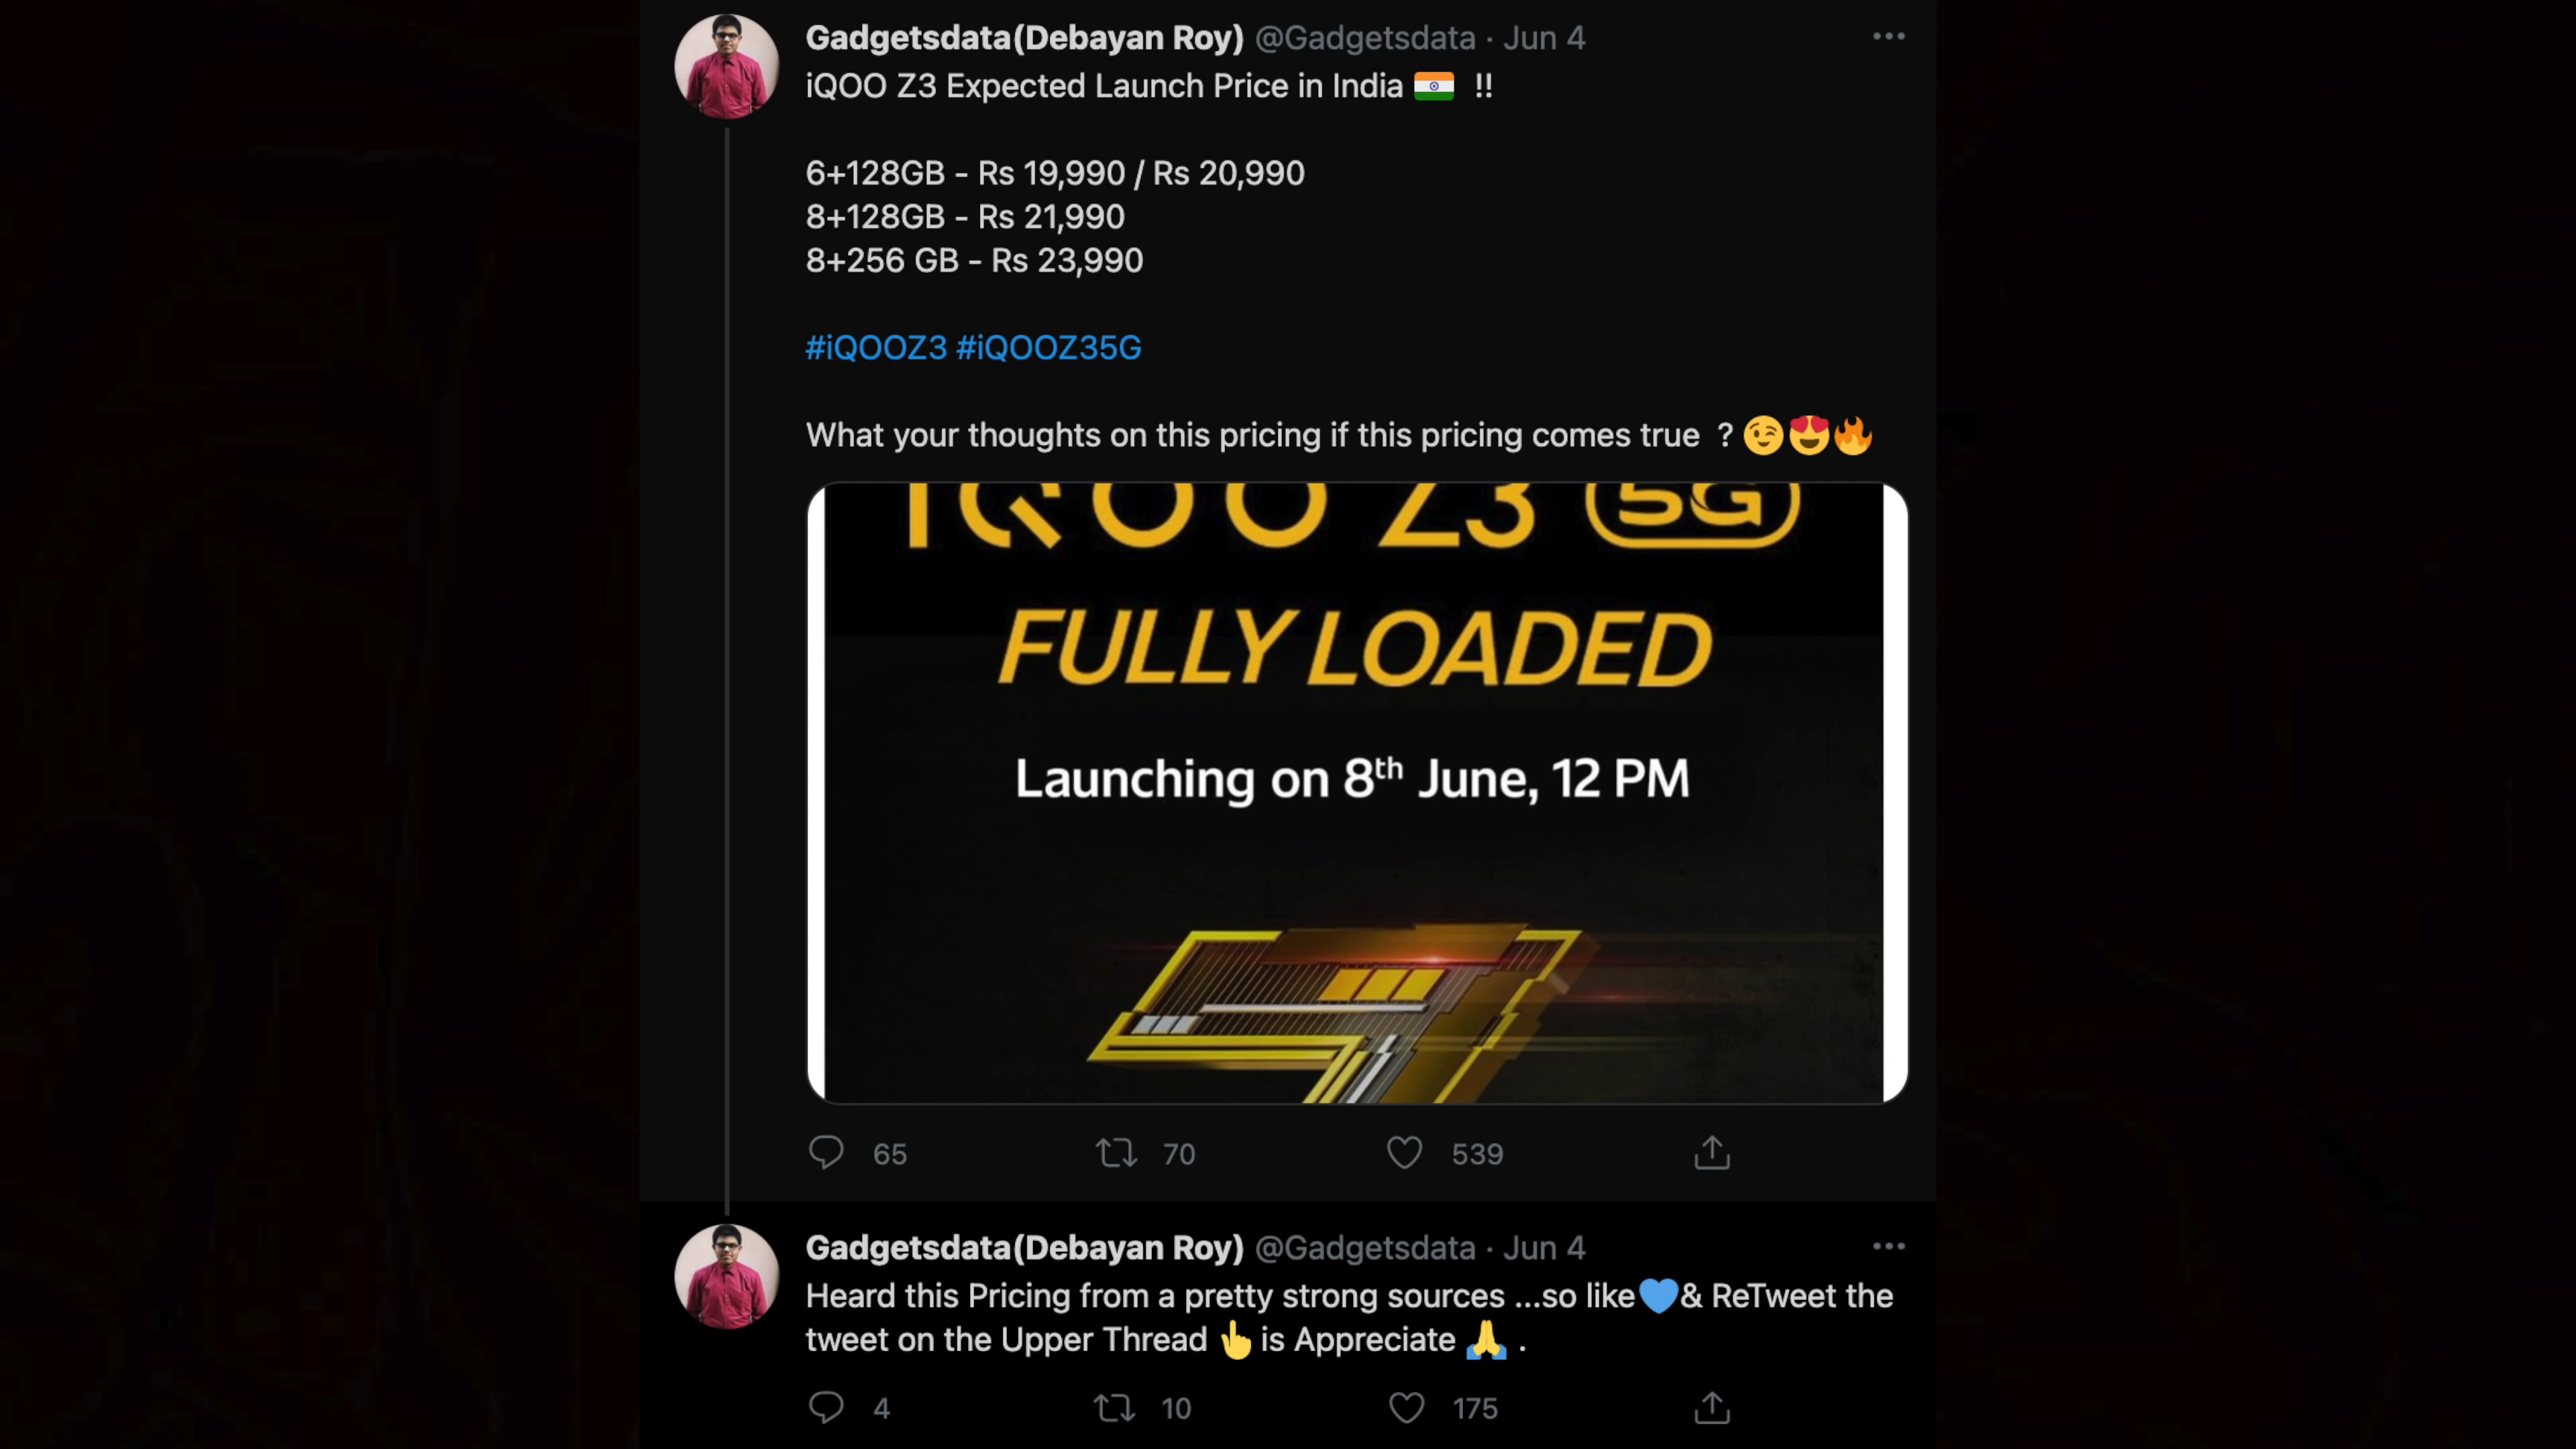 Gadgetsdata(Debayan Roy) @Gadgetsdata · Jun 4
iQOO Z3 Expected Launch Price in India 🇮🇳 !!
6+128GB - Rs 19,990 / Rs 20,990
8+128GB - Rs 21,990
8+256 GB - Rs 23,990
#iQOOZ3 #iQOOZ35G
What your thoughts on this pricing if this pricing comes true ? 😉😍🔥
iQOO Z3 5G
FULLY LOADED
Launching on 8th June, 12 PM
65 70 539
Gadgetsdata(Debayan Roy) @Gadgetsdata · Jun 4
Heard this Pricing from a pretty strong sources ...so like💙& ReTweet the
tweet on the Upper Thread 👆 is Appreciate 🙏 .
4 10 175